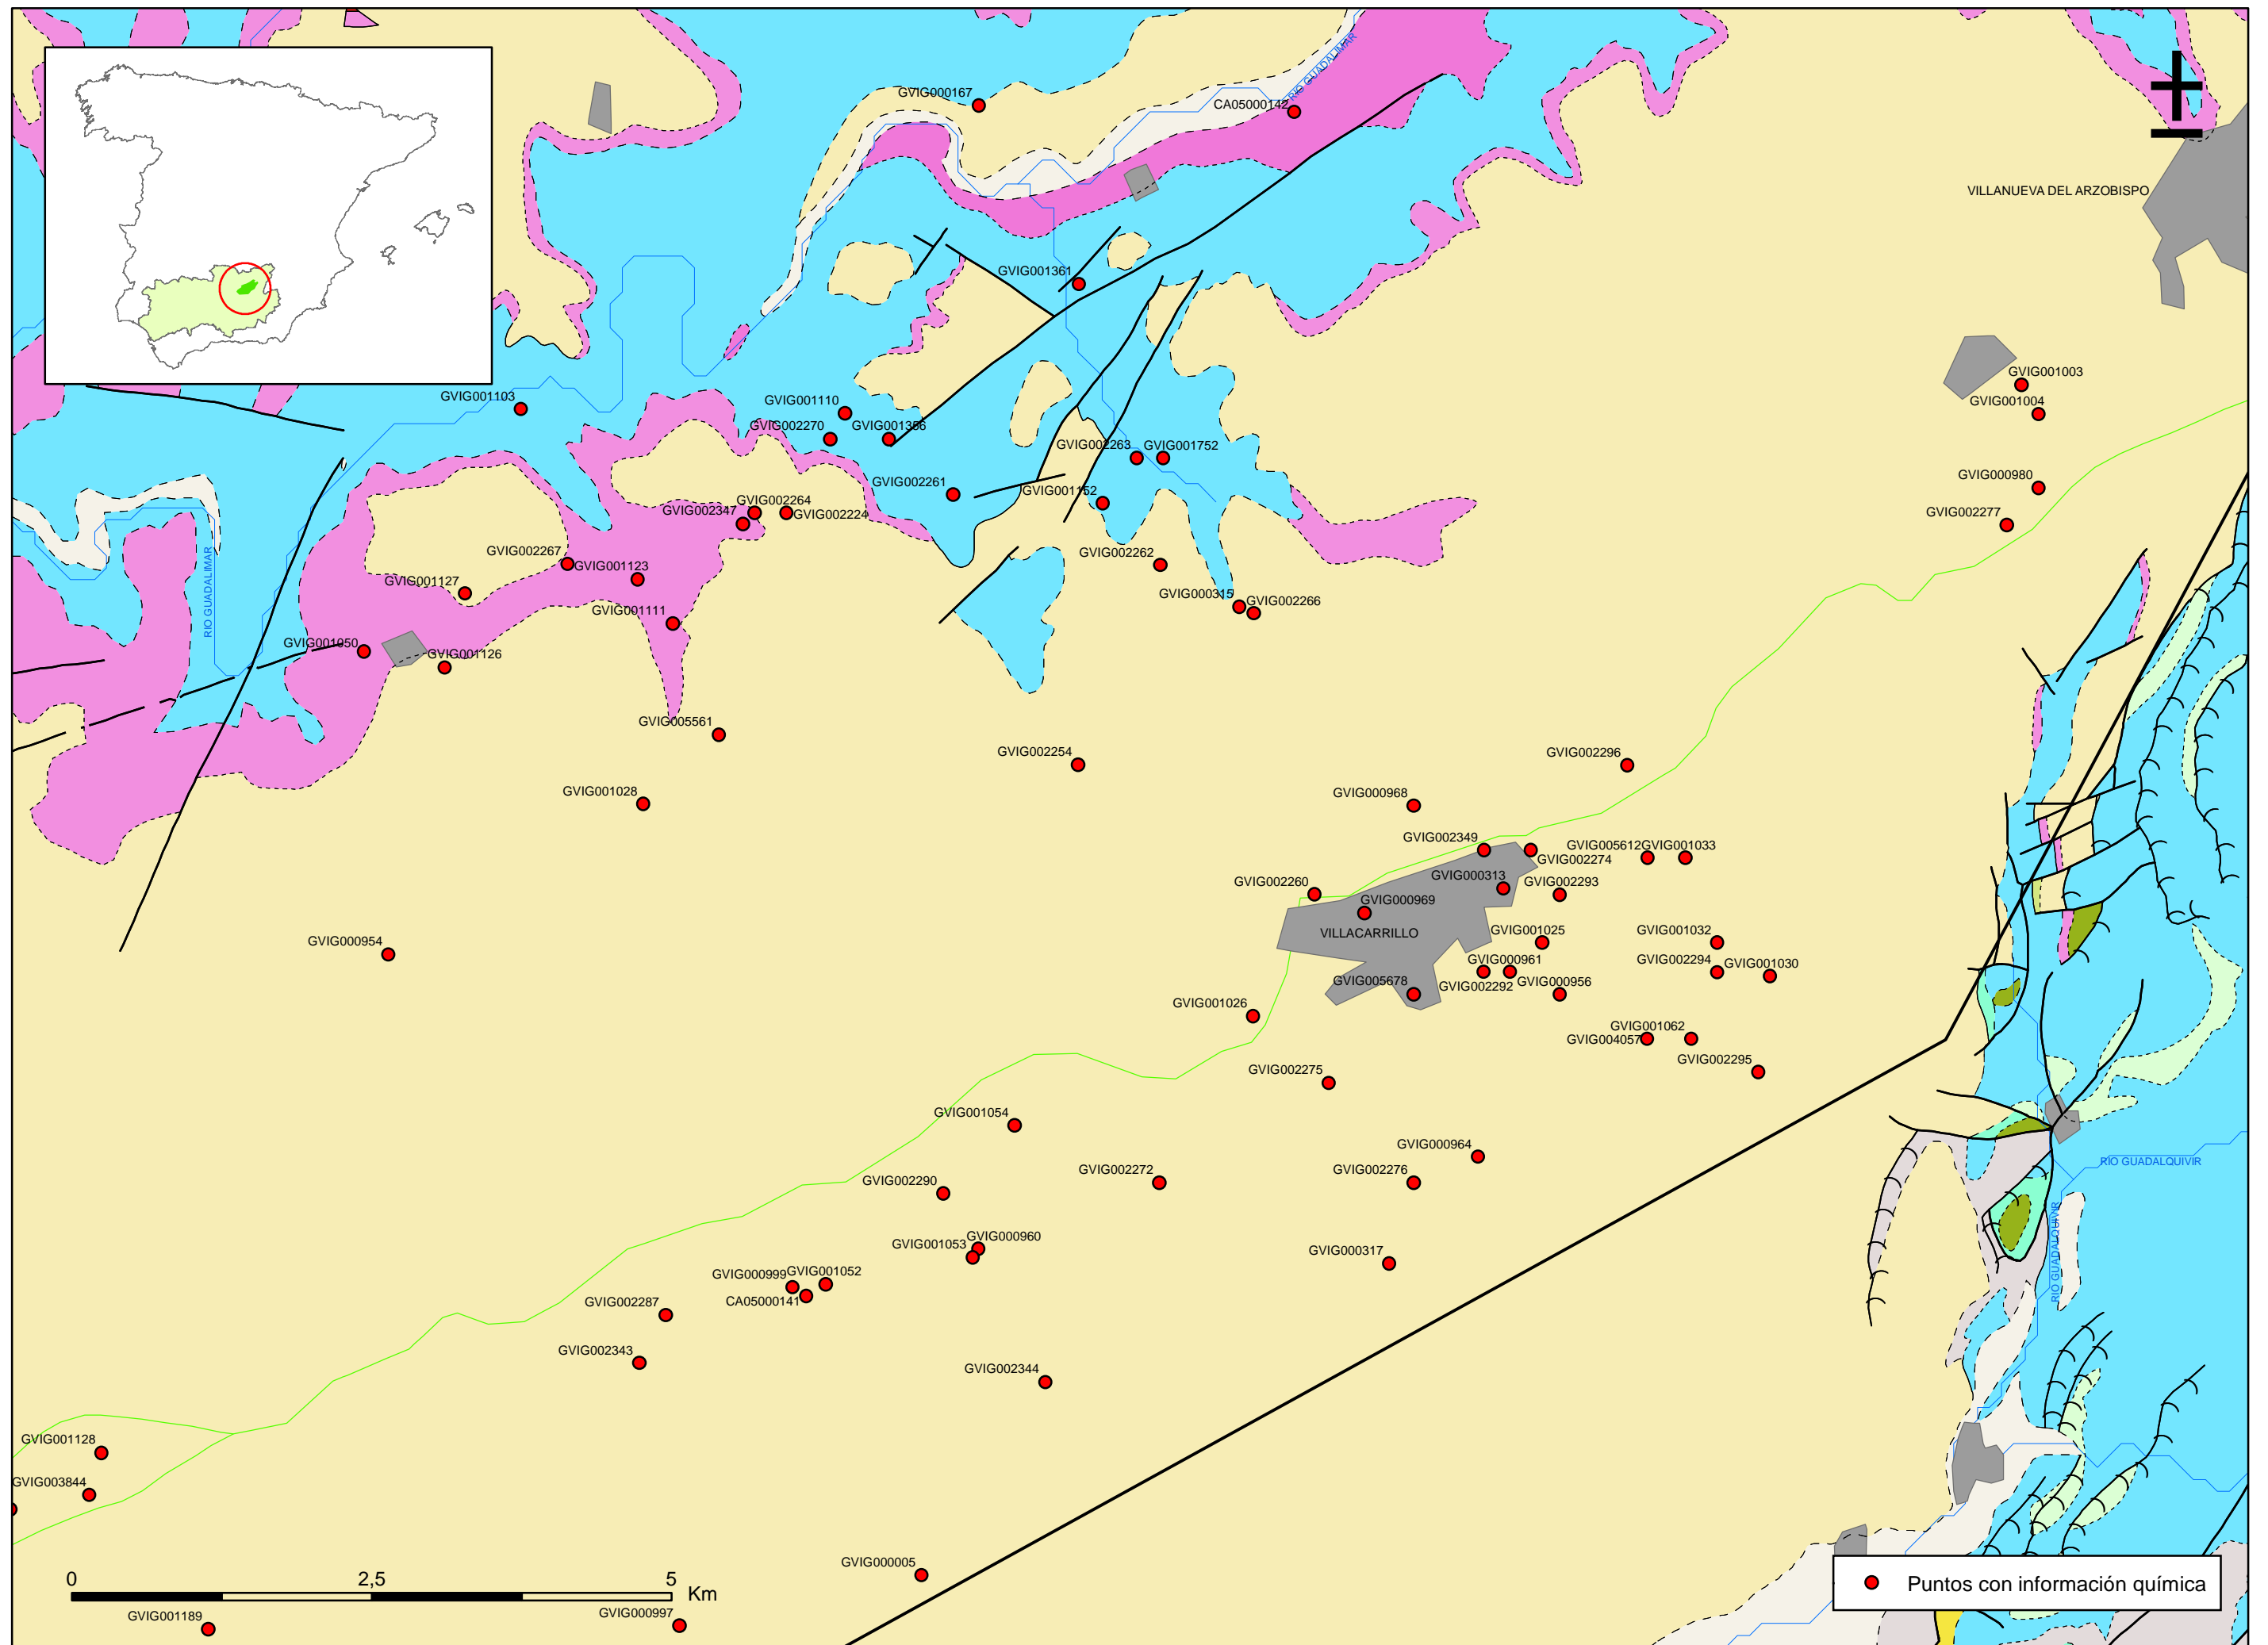 RIO GUADALIMAR
GVIG000167
CA05000142
VILLANUEVA DEL ARZOBISPO
GVIG001361
GVIG001003
GVIG001103
GVIG001110
GVIG001004
GVIG002270
GVIG001356
GVIG002263
GVIG001752
GVIG000980
GVIG002261
GVIG001152
GVIG002264
GVIG002347
GVIG002224
GVIG002277
GVIG002267
GVIG001123
GVIG002262
RIO GUADALIMAR
GVIG001127
GVIG000315
GVIG002266
GVIG001111
GVIG001050
GVIG001126
GVIG005561
GVIG002254
GVIG002296
GVIG001028
GVIG000968
GVIG002349
GVIG002274
GVIG005612
GVIG001033
GVIG002260
GVIG000313
GVIG002293
GVIG000969
VILLACARRILLO
GVIG001025
GVIG001032
GVIG000954
GVIG000961
GVIG002294
GVIG001030
GVIG005678
GVIG002292
GVIG000956
GVIG001026
GVIG001062
GVIG004057
GVIG002295
GVIG002275
GVIG001054
GVIG000964
RIO GUADALQUIVIR
GVIG002290
GVIG002272
GVIG002276
GVIG001053
GVIG000960
RIO GUADALQUIVIR
GVIG000317
GVIG000999
GVIG001052
CA05000141
GVIG002287
GVIG002343
GVIG002344
GVIG001128
GVIG003844
GVIG000005
0 2,5 5
Km
Puntos con información química
GVIG001189
GVIG000997